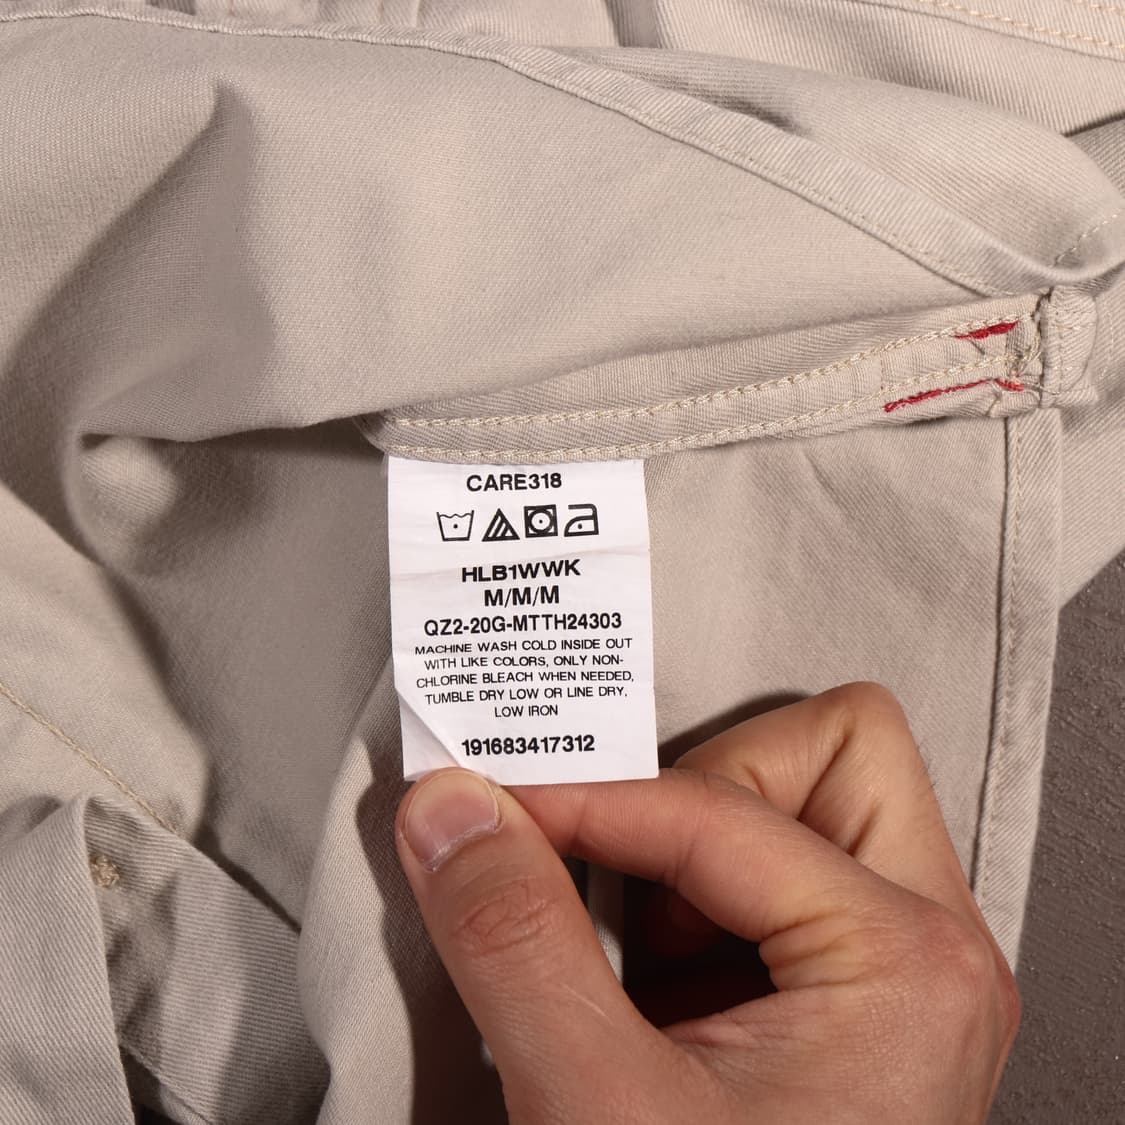 CARE318
HLB1WWK
M/M/M
QZ2-20G-MTTH24303
MACHINE WASH COLD INSIDE OUT
WITH LIKE COLORS, ONLY NON-
CHLORINE BLEACH WHEN NEEDED,
TUMBLE DRY LOW OR LINE DRY,
LOW IRON
191683417312